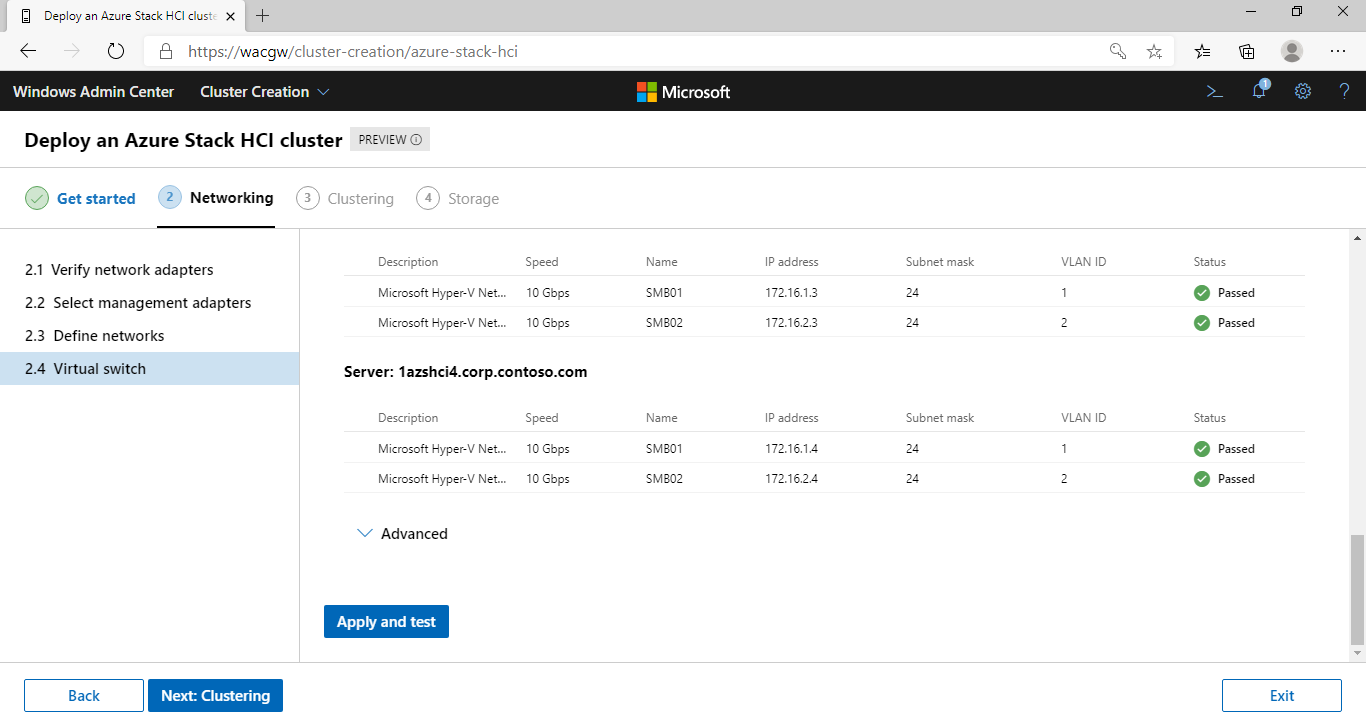 Deploy an Azure Stack HCI cluste
https://wacgw/cluster-creation/azure-stack-hci
Windows Admin Center Cluster Creation Microsoft 1 ?
Deploy an Azure Stack HCI cluster PREVIEW
Get started 2 Networking 3 Clustering 4 Storage
2.1 Verify network adapters
2.2 Select management adapters
2.3 Define networks
2.4 Virtual switch
Description Speed Name IP address Subnet mask VLAN ID Status
Microsoft Hyper-V Net... 10 Gbps SMB01 172.16.1.3 24 1 Passed
Microsoft Hyper-V Net... 10 Gbps SMB02 172.16.2.3 24 2 Passed
Server: 1azshci4.corp.contoso.com
Description Speed Name IP address Subnet mask VLAN ID Status
Microsoft Hyper-V Net... 10 Gbps SMB01 172.16.1.4 24 1 Passed
Microsoft Hyper-V Net... 10 Gbps SMB02 172.16.2.4 24 2 Passed
Advanced
Apply and test
Back Next: Clustering Exit